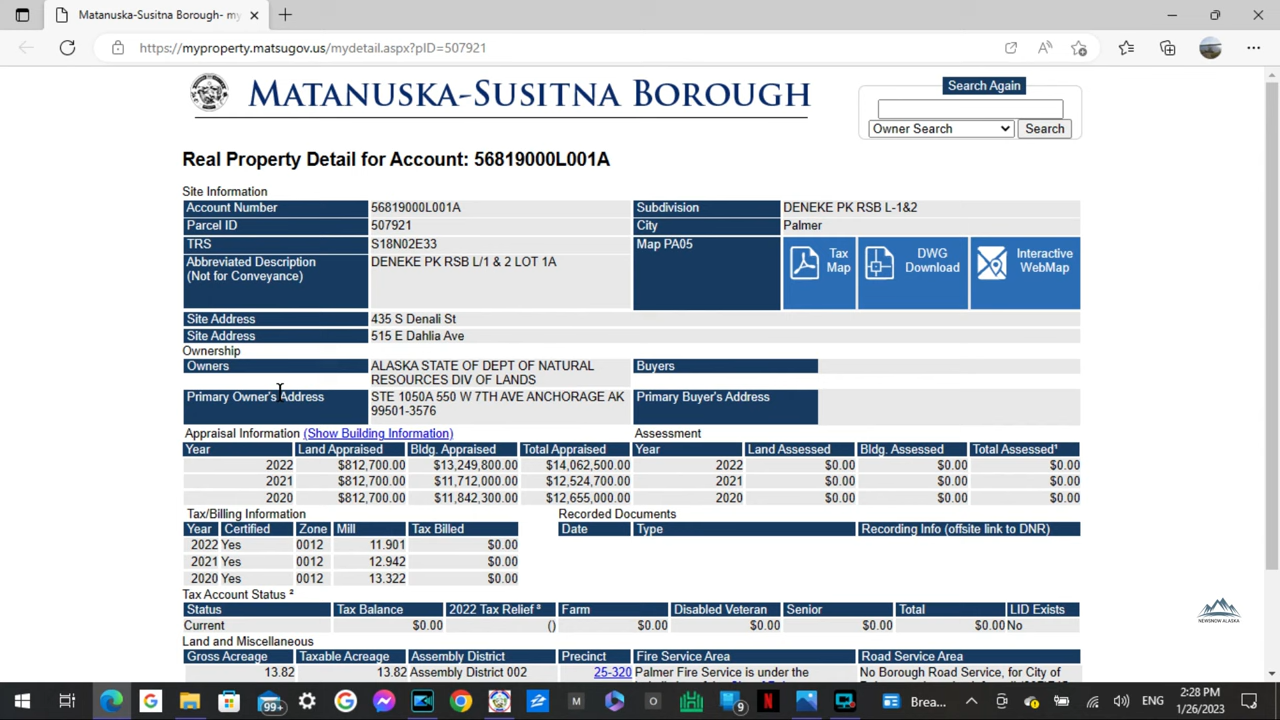 Matanuska-Susitna Borough- my
https://myproperty.matsugov.us/mydetail.aspx?pID=507921
MATANUSKA-SUSITNA BOROUGH
Search Again
Owner Search Search
Real Property Detail for Account: 56819000L001A
Site Information
Account Number 56819000L001A Subdivision DENEKE PK RSB L-1&2
Parcel ID 507921 City Palmer
TRS S18N02E33 Map PA05 Tax Map DWG Download Interactive WebMap
Abbreviated Description DENEKE PK RSB L/1 & 2 LOT 1A
(Not for Conveyance)
Site Address 435 S Denali St
Site Address 515 E Dahlia Ave
Ownership
Owners ALASKA STATE OF DEPT OF NATURAL Buyers
RESOURCES DIV OF LANDS
Primary Owner's Address STE 1050A 550 W 7TH AVE ANCHORAGE AK Primary Buyer's Address
99501-3576
Appraisal Information (Show Building Information) Assessment
Year Land Appraised Bldg. Appraised Total Appraised Year Land Assessed Bldg. Assessed Total Assessed¹
2022 $812,700.00 $13,249,800.00 $14,062,500.00 2022 $0.00 $0.00 $0.00
2021 $812,700.00 $11,712,000.00 $12,524,700.00 2021 $0.00 $0.00 $0.00
2020 $812,700.00 $11,842,300.00 $12,655,000.00 2020 $0.00 $0.00 $0.00
Tax/Billing Information Recorded Documents
Year Certified Zone Mill Tax Billed Date Type Recording Info (offsite link to DNR)
2022 Yes 0012 11.901 $0.00
2021 Yes 0012 12.942 $0.00
2020 Yes 0012 13.322 $0.00
Tax Account Status ²
Status Tax Balance 2022 Tax Relief ³ Farm Disabled Veteran Senior Total LID Exists
Current $0.00 () $0.00 $0.00 $0.00 $0.00 No
NEWSNOW ALASKA
Land and Miscellaneous
Gross Acreage Taxable Acreage Assembly District Precinct Fire Service Area Road Service Area
13.82 13.82 Assembly District 002 25-320 Palmer Fire Service is under the No Borough Road Service, for City of
99+ M O 9 N Brea... ENG 2:28 PM
1/26/2023